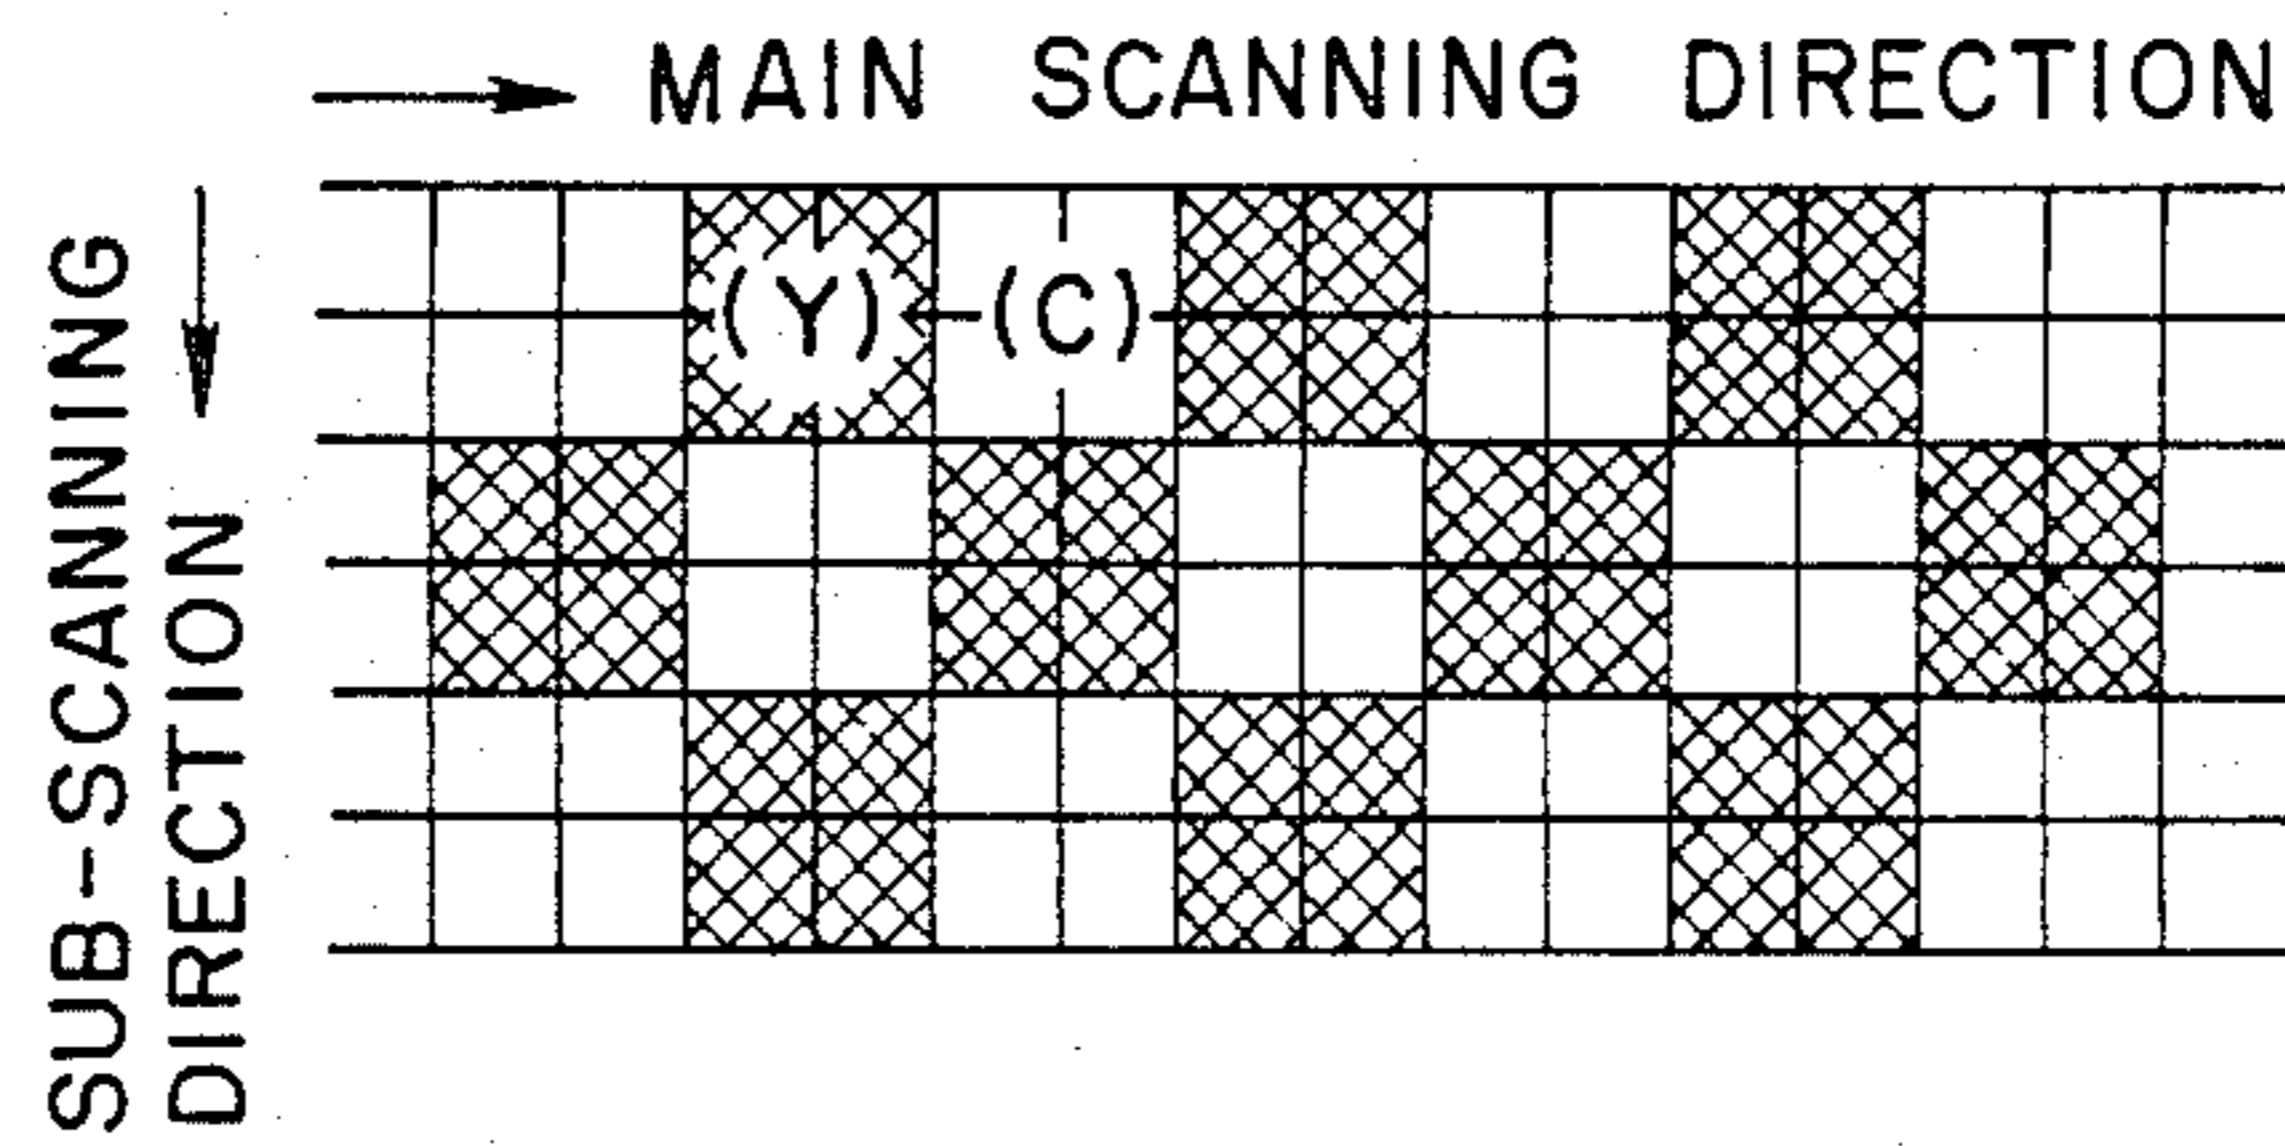 MAIN SCANNING DIRECTION
SUB-SCANNING
DIRECTION
(Y) (C)